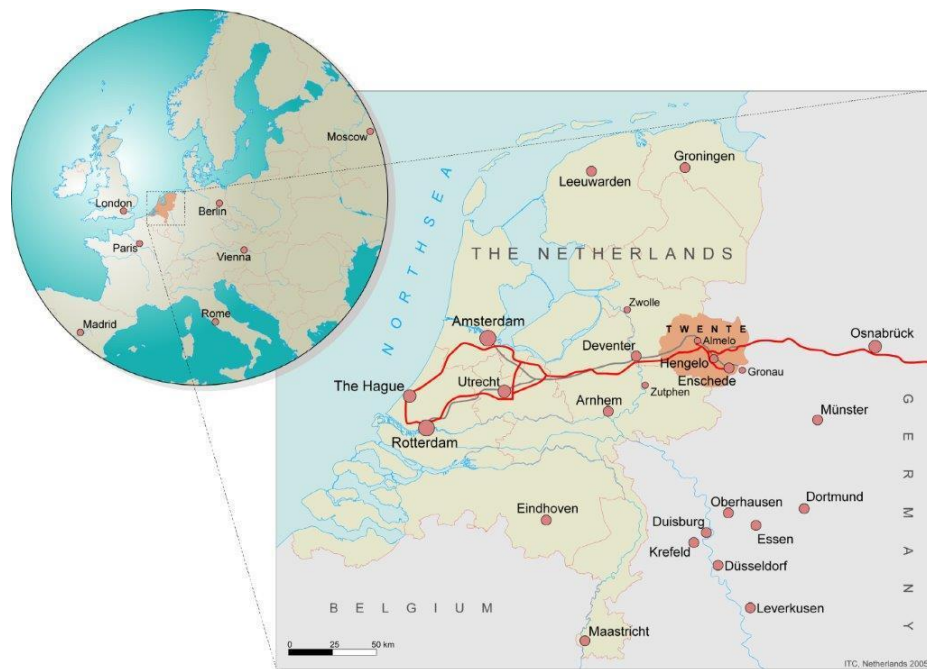 Moscow
London
Berlin
Paris
Vienna
Rome
Madrid
NORTHSEA
Groningen
Leeuwarden
THE NETHERLANDS
Zwolle
TWENTE
Amsterdam
Almelo
Osnabrück
Deventer
Hengelo
The Hague
Utrecht
Enschede
Gronau
Zutphen
Arnhem
Münster
Rotterdam
GERMANY
Eindhoven
Oberhausen
Dortmund
Duisburg
Essen
Krefeld
Düsseldorf
BELGIUM
Leverkusen
Maastricht
0 25 50 km
ITC, Netherlands 2005